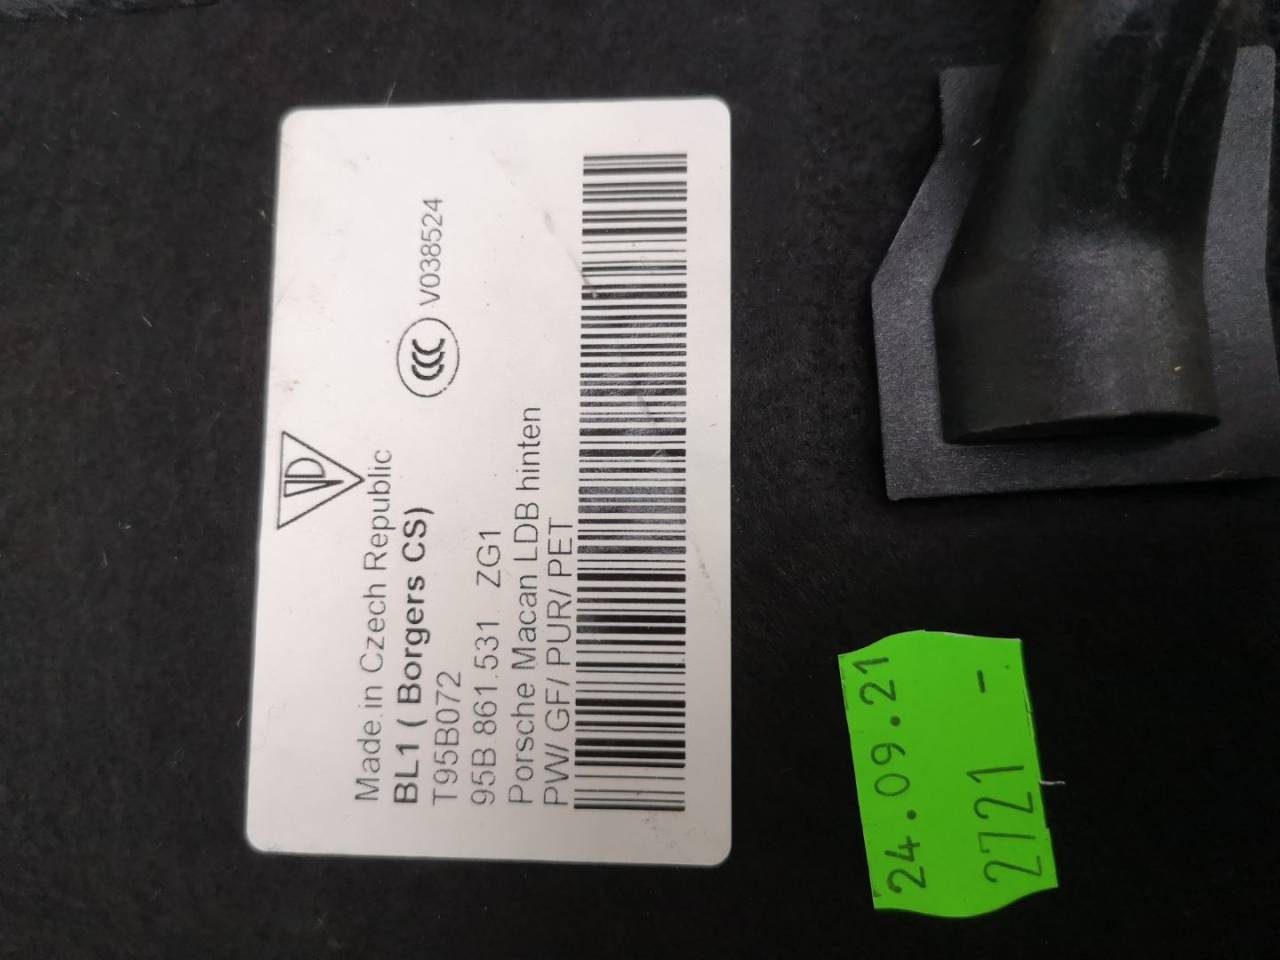 Made in Czech Republic
BL1 ( Borgers CS)
T95B072
CCC V038524
95B 861.531 ZG1
Porsche Macan LDB hinten
PW/ GF/ PUR/ PET
24.09.21
2721 -